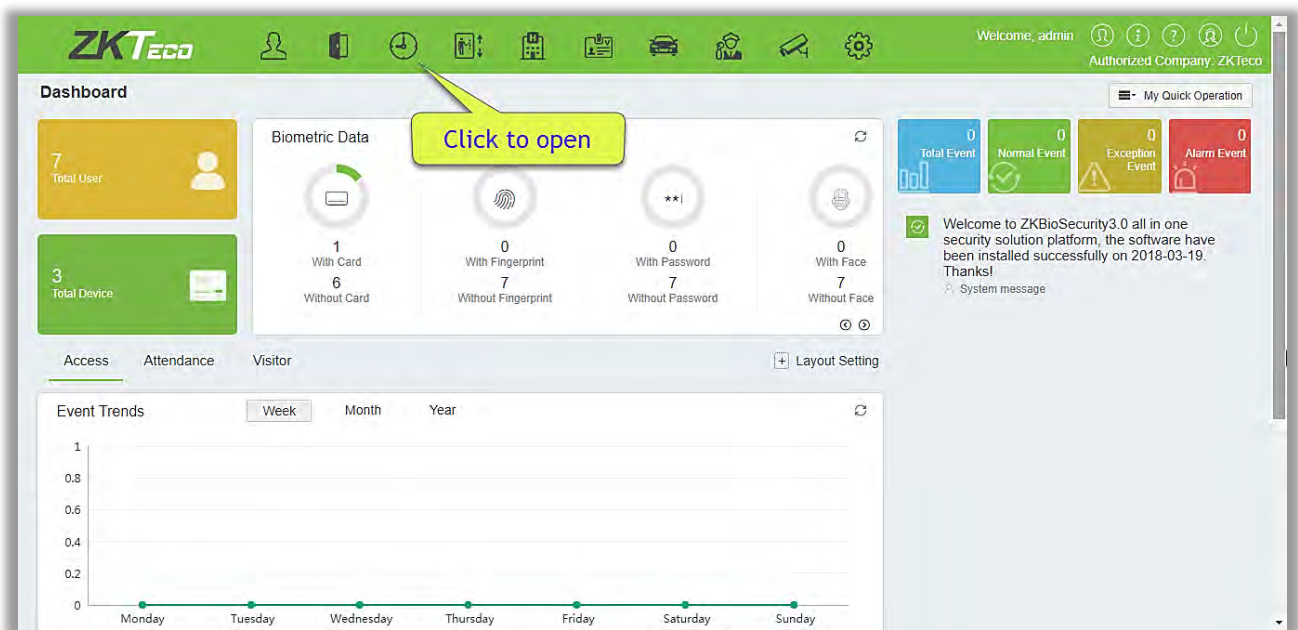 ZKTECO
Welcome, admin
Authorized Company: ZKTeco
Dashboard
My Quick Operation
7
Total User
3
Total Device
Biometric Data
Click to open
1
With Card
6
Without Card
0
With Fingerprint
7
Without Fingerprint
**|
0
With Password
7
Without Password
0
With Face
7
Without Face
0
Total Event
0
Normal Event
0
Exception
Event
0
Alarm Event
Welcome to ZKBioSecurity3.0 all in one
security solution platform, the software have
been installed successfully on 2018-03-19.
Thanks!
System message
Access
Attendance
Visitor
Layout Setting
Event Trends
Week
Month
Year
1
0.8
0.6
0.4
0.2
0
Monday
Tuesday
Wednesday
Thursday
Friday
Saturday
Sunday